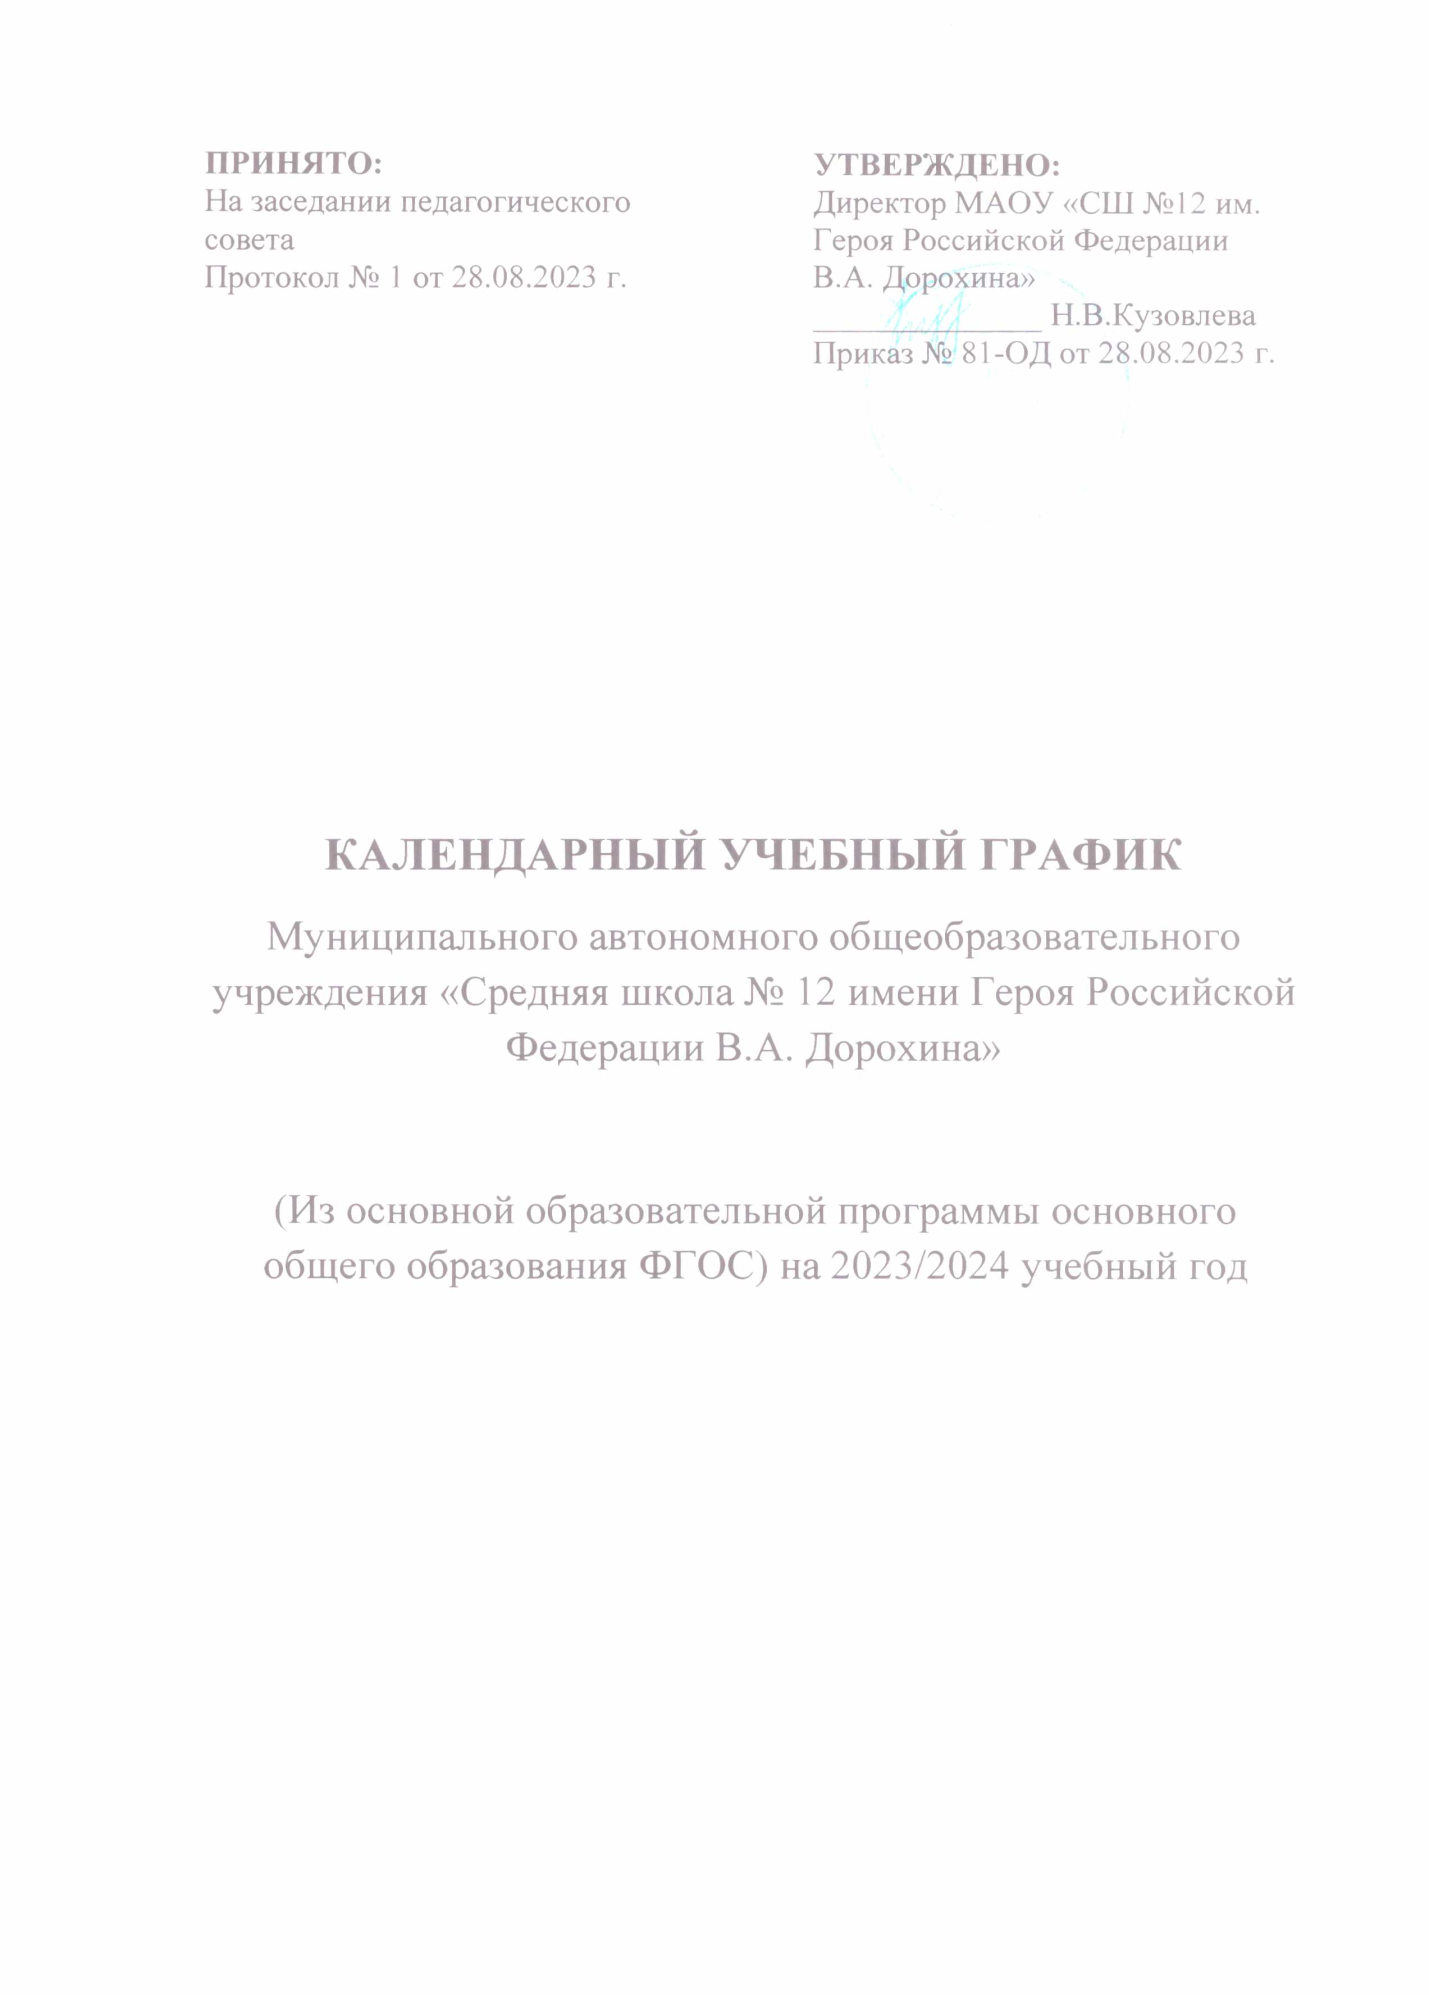 ПРИНЯТО:
На заседании педагогического
совета
Протокол № 1 от 28.08.2023 г.
УТВЕРЖДЕНО:
Директор МАОУ «СШ №12 им.
Героя Российской Федерации
В.А. Дорохина»
______________ Н.В.Кузовлева
Приказ № 81-ОД от 28.08.2023 г.
КАЛЕНДАРНЫЙ УЧЕБНЫЙ ГРАФИК
Муниципального автономного общеобразовательного
учреждения «Средняя школа № 12 имени Героя Российской
Федерации В.А. Дорохина»
(Из основной образовательной программы основного
общего образования ФГОС) на 2023/2024 учебный год